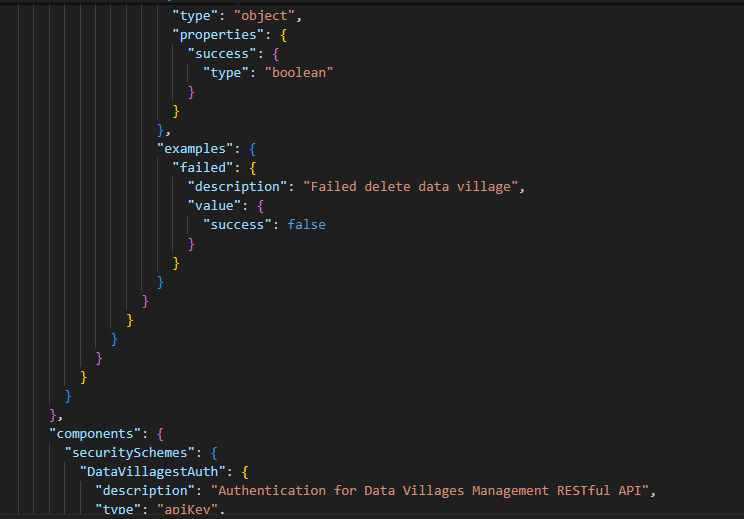 "type": "object",
"properties": {
"success": {
"type": "boolean"
}
}
},
"examples": {
"failed": {
"description": "Failed delete data village",
"value": {
"success": false
}
}
}
}
}
}
}
}
}
},
"components": {
"securitySchemes": {
"DataVillagestAuth": {
"description": "Authentication for Data Villages Management RESTful API",
"type": "apiKey",